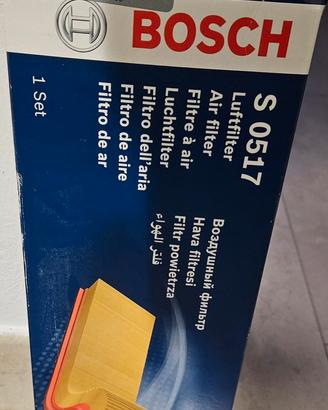 BOSCH
S 0517
Luftfilter
Air filter
Filtre à air
Luchtfilter
Filtro dell'aria
Filtro de aire
Filtro de ar
Воздушный фильтр
Hava filtresi
Filtr powietrza
فلتر الهواء
1 Set